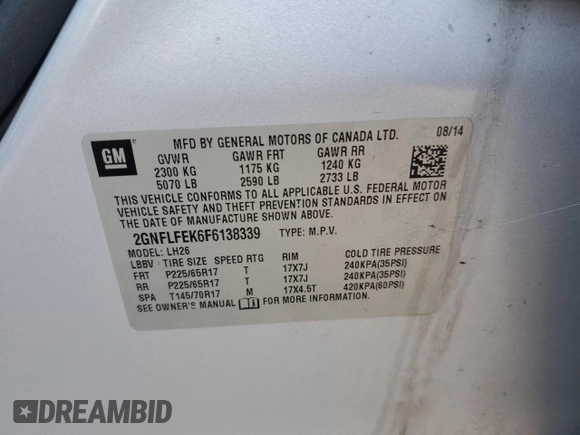 GM
MFD BY GENERAL MOTORS OF CANADA LTD. 08/14
GVWR GAWR FRT GAWR RR
2300 KG 1175 KG 1240 KG
5070 LB 2590 LB 2733 LB
THIS VEHICLE CONFORMS TO ALL APPLICABLE U.S. FEDERAL MOTOR
VEHICLE SAFETY AND THEFT PREVENTION STANDARDS IN EFFECT ON
THE DATE OF MANUFACTURE SHOWN ABOVE.
2GNFLFEK6F6138339 TYPE: M.P.V.
MODEL: LH26
LBBV TIRE SIZE SPEED RTG RIM COLD TIRE PRESSURE
FRT P225/65R17 T 17X7J 240KPA(35PSI)
RR P225/65R17 T 17X7J 240KPA(35PSI)
SPA T145/70R17 M 17X4.5T 420KPA(60PSI)
SEE OWNER'S MANUAL FOR MORE INFORMATION.
DREAMBID